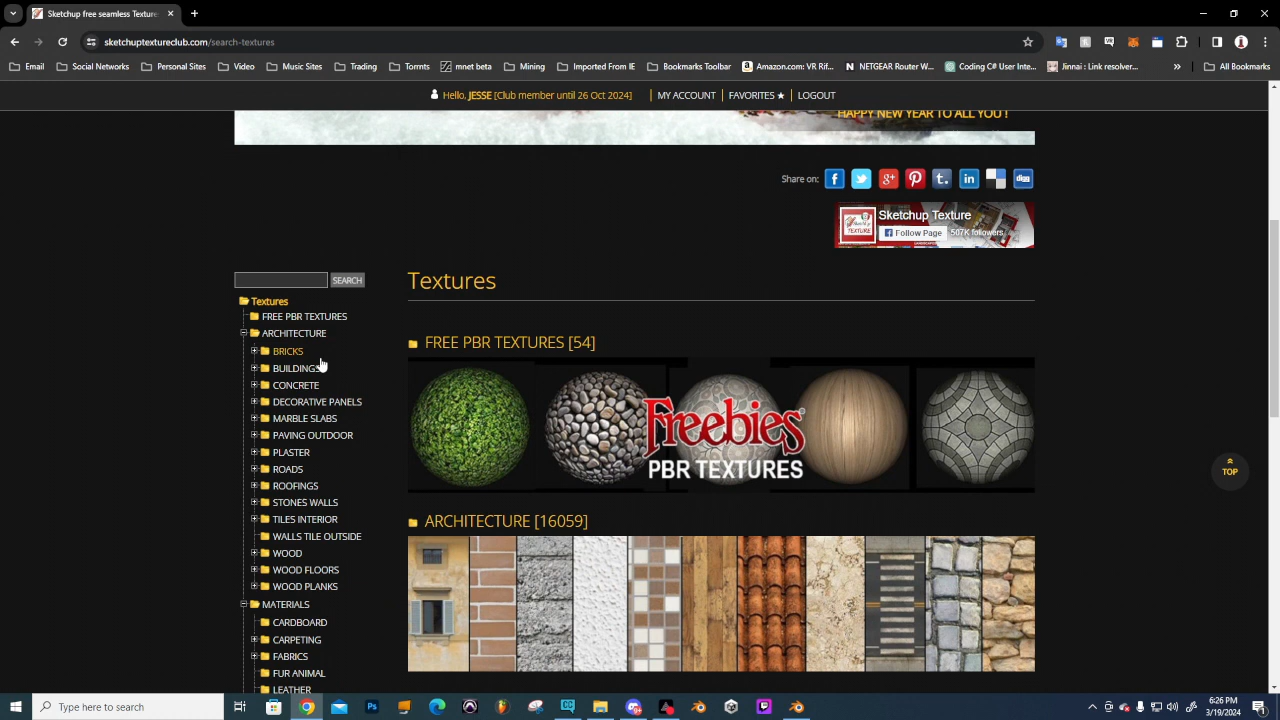 Sketchup free seamless Texture
sketchuptextureclub.com/search-textures
Email
Social Networks
Personal Sites
Video
Music Sites
Trading
Torrents
mnet beta
Mining
Imported From IE
Bookmarks Toolbar
Amazon.com: VR Rif...
NETGEAR Router rou...
Coding C# User Inte...
Jinnai : Location kit...
»
All Bookmarks
Hello, JESSE [Club member until 26 Oct 2024]
MY ACCOUNT
FAVORITES ★
LOGOUT
HAPPY NEW YEAR TO ALL YOU !
Share on:
digg
Sketchup Texture
Follow Page
507K followers
SEARCH
Textures
FREE PBR TEXTURES
ARCHITECTURE
BRICKS
BUILDINGS
CONCRETE
DECORATIVE PANELS
MARBLE SLABS
PAVING OUTDOOR
PLASTER
ROADS
ROOFINGS
STONES WALLS
TILES INTERIOR
WALLS TILE OUTSIDE
WOOD
WOOD FLOORS
WOOD PLANKS
MATERIALS
CARDBOARD
CARPETING
FABRICS
FUR ANIMAL
LEATHER
Textures
FREE PBR TEXTURES [54]
Freebies
PBR TEXTURES
ARCHITECTURE [16059]
TOP
Type here to search
6:26 PM
3/19/2024